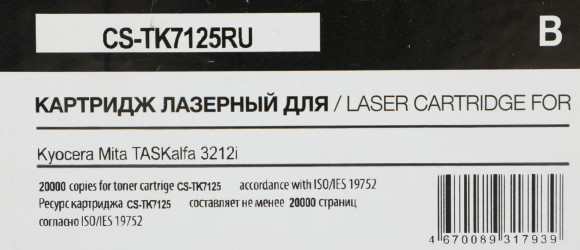 CS-TK7125RU B
КАРТРИДЖ ЛАЗЕРНЫЙ ДЛЯ / LASER CARTRIDGE FOR
Kyocera Mita TASKalfa 3212i
20000 copies for toner cartrige CS-TK7125 accordance with ISO/IES 19752
Ресурс картриджа CS-TK7125 составляет не менее 20000 страниц
согласно ISO/IES 19752
4 670089 317939